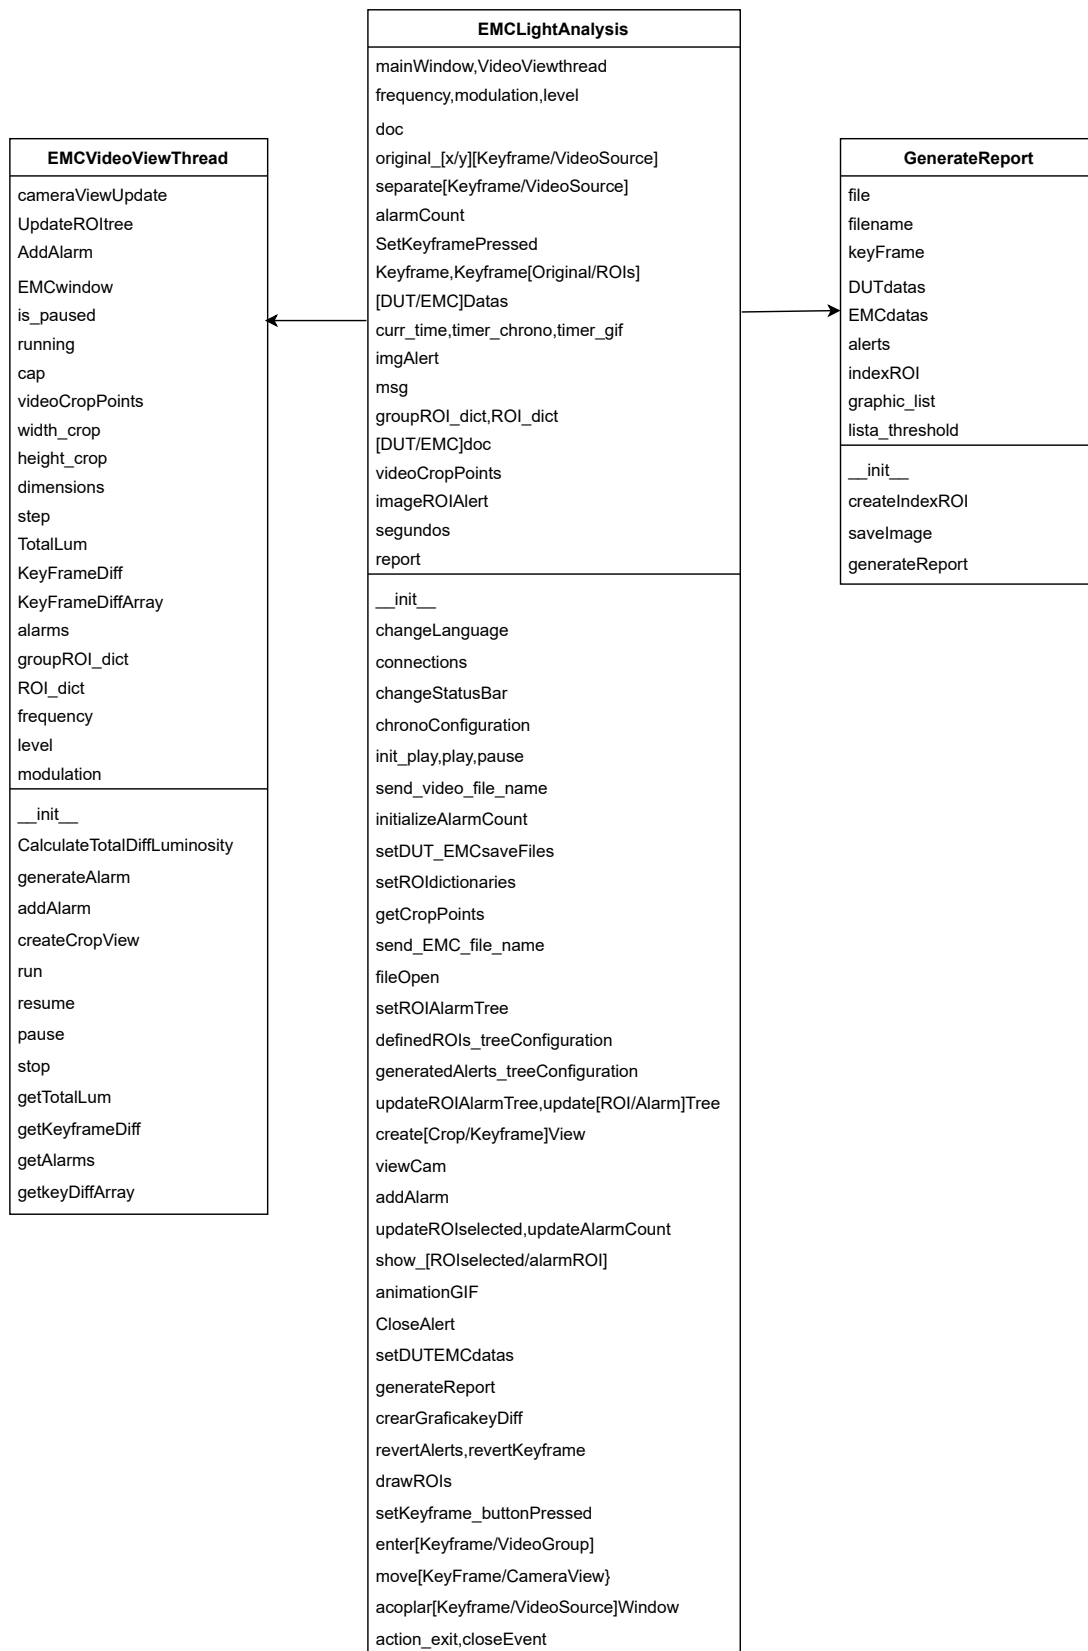 EMCLightAnalysis
mainWindow,VideoViewthread
frequency,modulation,level
doc
original_[x/y][Keyframe/VideoSource]
separate[Keyframe/VideoSource]
alarmCount
SetKeyframePressed
Keyframe,Keyframe[Original/ROIs]
[DUT/EMC]Datas
curr_time,timer_chrono,timer_gif
imgAlert
msg
groupROI_dict,ROI_dict
[DUT/EMC]doc
videoCropPoints
imageROIAlert
segundos
report
__init__
changeLanguage
connections
changeStatusBar
chronoConfiguration
init_play,play,pause
send_video_file_name
initializeAlarmCount
setDUT_EMCsaveFiles
setROIdictionaries
getCropPoints
send_EMC_file_name
fileOpen
setROIAlarmTree
definedROIs_treeConfiguration
generatedAlerts_treeConfiguration
updateROIAlarmTree,update[ROI/Alarm]Tree
create[Crop/Keyframe]View
viewCam
addAlarm
updateROIselected,updateAlarmCount
show_[ROIselected/alarmROI]
animationGIF
CloseAlert
setDUTEMCdatas
generateReport
crearGraficakeyDiff
revertAlerts,revertKeyframe
drawROIs
setKeyframe_buttonPressed
enter[Keyframe/VideoGroup]
move[KeyFrame/CameraView}
acoplar[Keyframe/VideoSource]Window
action_exit,closeEvent
EMCVideoViewThread
cameraViewUpdate
UpdateROItree
AddAlarm
EMCwindow
is_paused
running
cap
videoCropPoints
width_crop
height_crop
dimensions
step
TotalLum
KeyFrameDiff
KeyFrameDiffArray
alarms
groupROI_dict
ROI_dict
frequency
level
modulation
__init__
CalculateTotalDiffLuminosity
generateAlarm
addAlarm
createCropView
run
resume
pause
stop
getTotalLum
getKeyframeDiff
getAlarms
getkeyDiffArray
GenerateReport
file
filename
keyFrame
DUTdatas
EMCdatas
alerts
indexROI
graphic_list
lista_threshold
__init__
createIndexROI
saveImage
generateReport